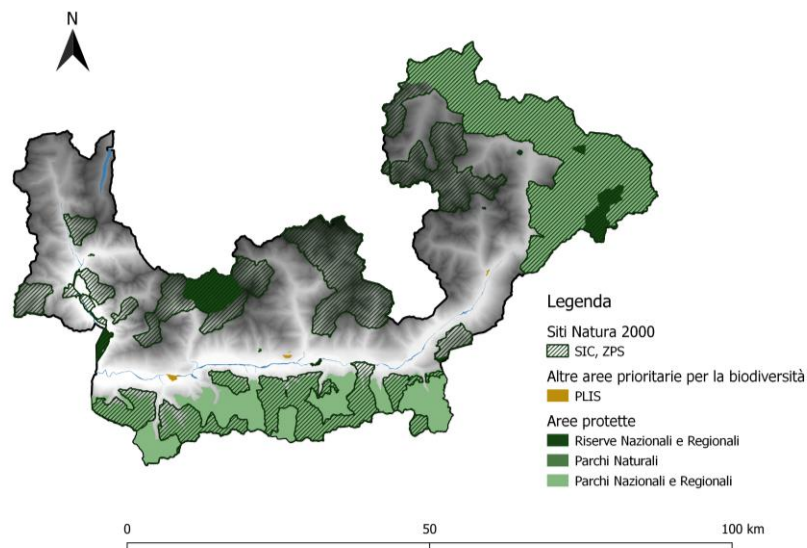 N
Legenda
Siti Natura 2000
SIC, ZPS
Altre aree prioritarie per la biodiversità
PLIS
Aree protette
Riserve Nazionali e Regionali
Parchi Naturali
Parchi Nazionali e Regionali
0 50 100 km